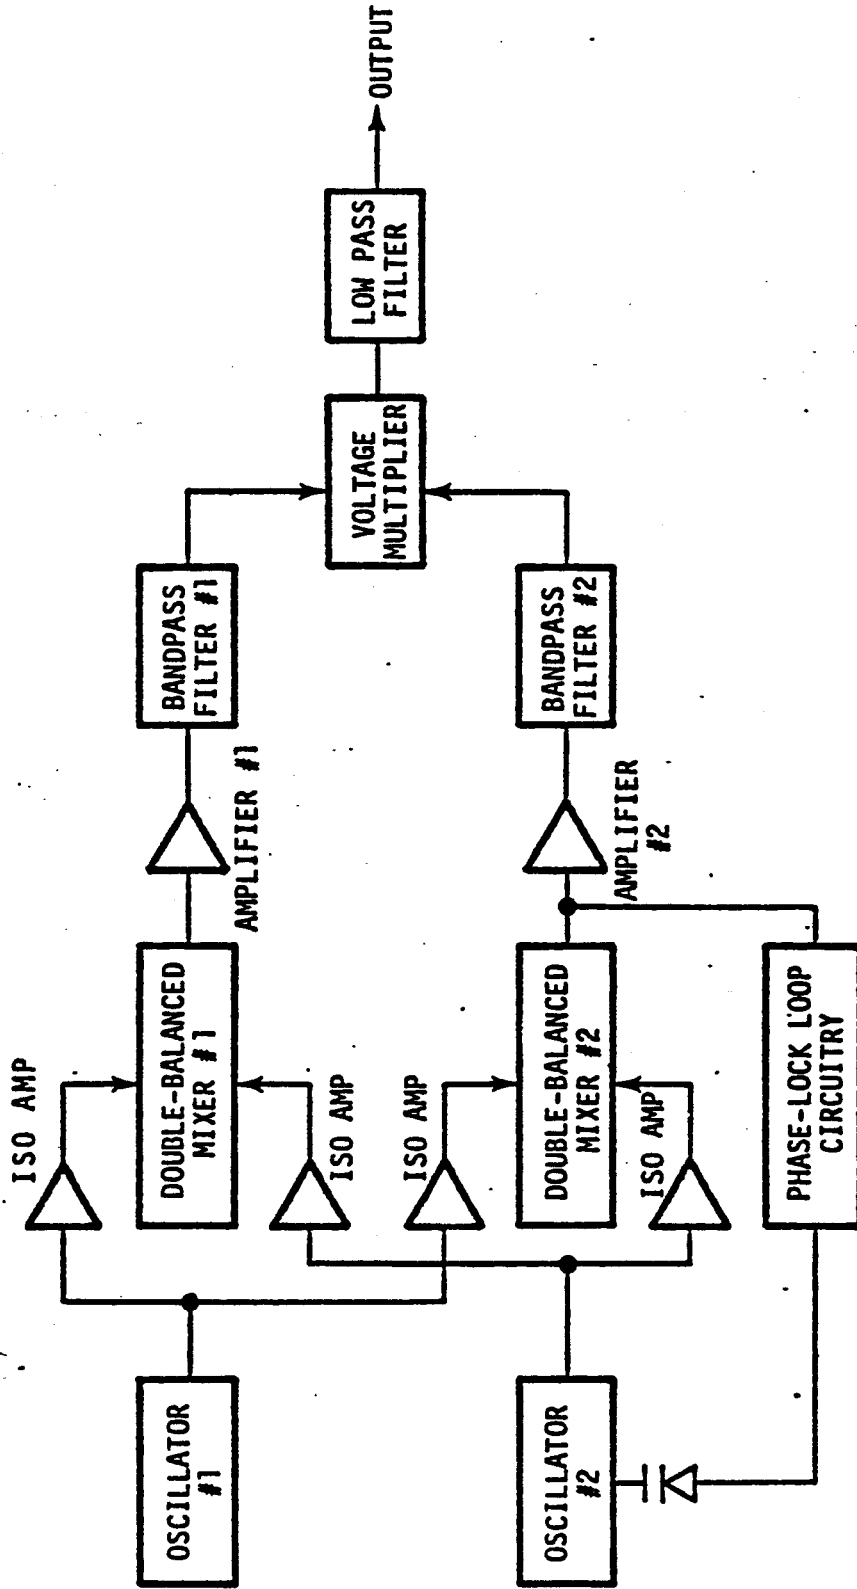 OSCILLATOR
#1
ISO AMP
DOUBLE-BALANCED
MIXER #1
ISO AMP
AMPLIFIER #1
BANDPASS
FILTER #1
VOLTAGE
MULTIPLIER
LOW PASS
FILTER
OUTPUT
OSCILLATOR
#2
ISO AMP
DOUBLE-BALANCED
MIXER #2
ISO AMP
AMPLIFIER
#2
BANDPASS
FILTER #2
PHASE-LOCK LOOP
CIRCUITRY